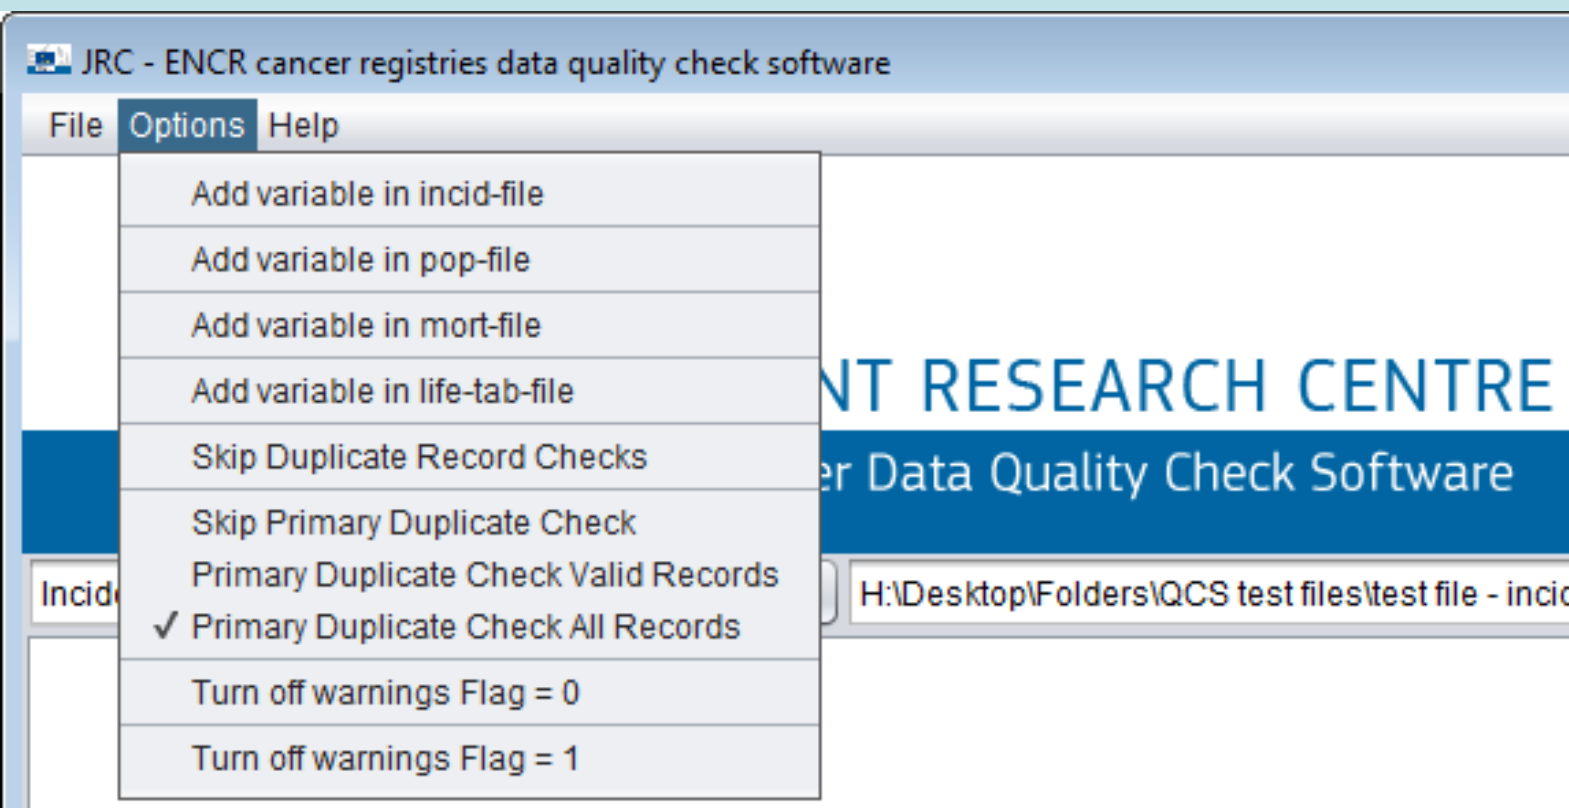 JRC - ENCR cancer registries data quality check software
File Options Help
Add variable in incid-file
Add variable in pop-file
Add variable in mort-file
Add variable in life-tab-file
NT RESEARCH CENTRE
Skip Duplicate Record Checks
er Data Quality Check Software
Skip Primary Duplicate Check
Primary Duplicate Check Valid Records
Incide
H:\Desktop\Folders\QCS test files\test file - incid
✓ Primary Duplicate Check All Records
Turn off warnings Flag = 0
Turn off warnings Flag = 1